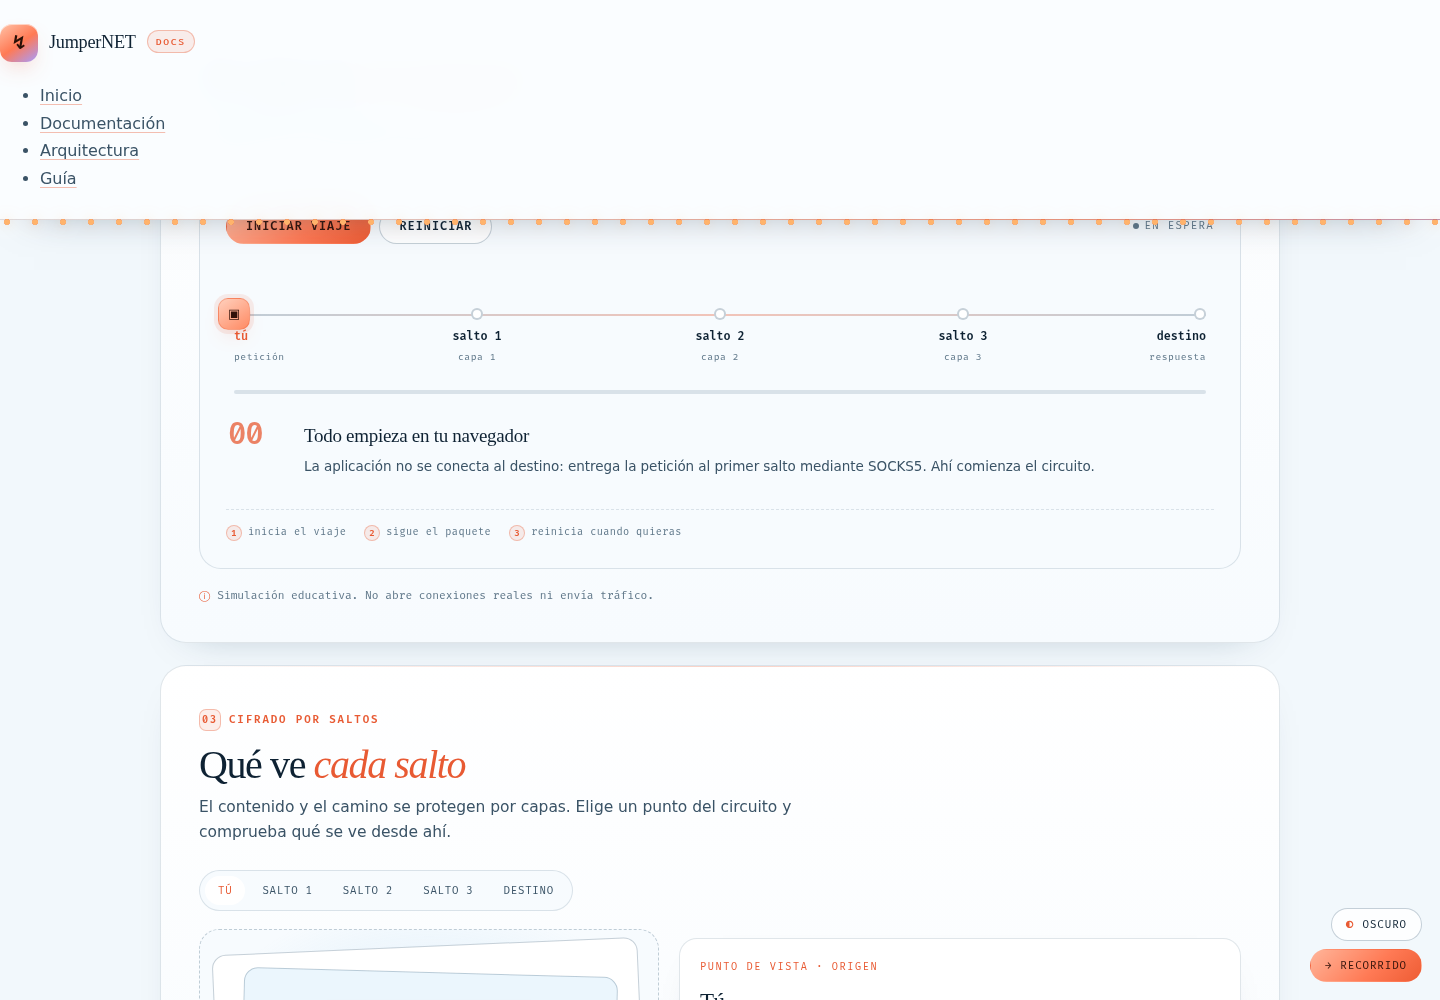 JumperNET DOCS
Inicio
Documentación
Arquitectura
Guía
INICIAR VIAJE REINICIAR EN ESPERA
tú salto 1 salto 2 salto 3 destino
petición capa 1 capa 2 capa 3 respuesta
00 Todo empieza en tu navegador
La aplicación no se conecta al destino: entrega la petición al primer salto mediante SOCKS5. Ahí comienza el circuito.
1 inicia el viaje 2 sigue el paquete 3 reinicia cuando quieras
Simulación educativa. No abre conexiones reales ni envía tráfico.
03 CIFRADO POR SALTOS
Qué ve cada salto
El contenido y el camino se protegen por capas. Elige un punto del circuito y
comprueba qué se ve desde ahí.
TÚ SALTO 1 SALTO 2 SALTO 3 DESTINO
◐ OSCURO
→ RECORRIDO
PUNTO DE VISTA · ORIGEN
Tú